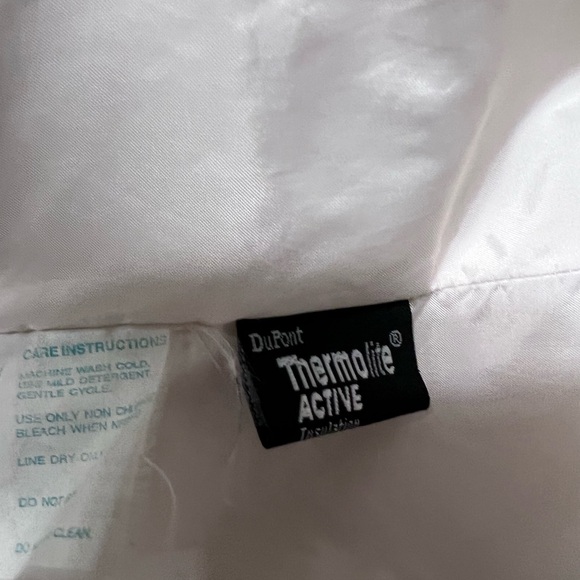 CARE INSTRUCTIONS
MACHINE WASH COLD.
USE MILD DETERGENT
GENTLE CYCLE.
USE ONLY NON
BLEACH WHEN
LINE DRY
DO NOT
DO CLEAN.
DuPont
Thermolite®
ACTIVE
Insulation